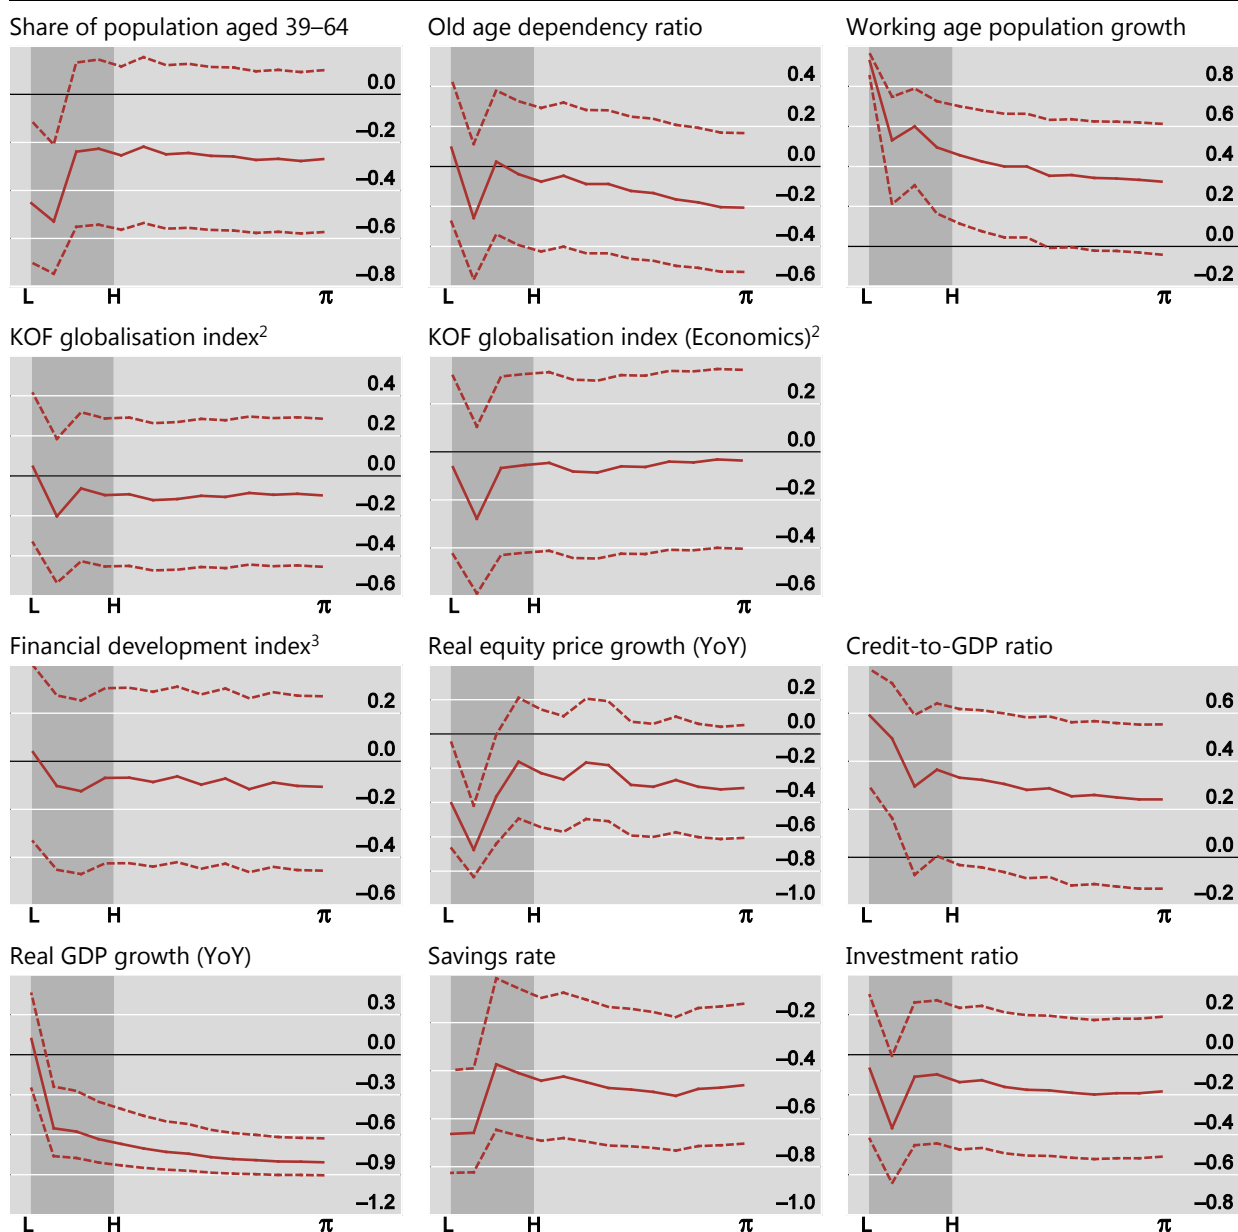 Share of population aged 39–64
0.0
–0.2
–0.4
–0.6
–0.8
L H π
Old age dependency ratio
0.4
0.2
0.0
–0.2
–0.4
–0.6
L H π
Working age population growth
0.8
0.6
0.4
0.2
0.0
–0.2
L H π
KOF globalisation index²
0.4
0.2
0.0
–0.2
–0.4
–0.6
L H π
KOF globalisation index (Economics)²
0.2
0.0
–0.2
–0.4
–0.6
L H π
Financial development index³
0.2
0.0
–0.2
–0.4
–0.6
L H π
Real equity price growth (YoY)
0.2
0.0
–0.2
–0.4
–0.6
–0.8
–1.0
L H π
Credit-to-GDP ratio
0.6
0.4
0.2
0.0
–0.2
L H π
Real GDP growth (YoY)
0.3
0.0
–0.3
–0.6
–0.9
–1.2
L H π
Savings rate
–0.2
–0.4
–0.6
–0.8
–1.0
L H π
Investment ratio
0.2
0.0
–0.2
–0.4
–0.6
–0.8
L H π